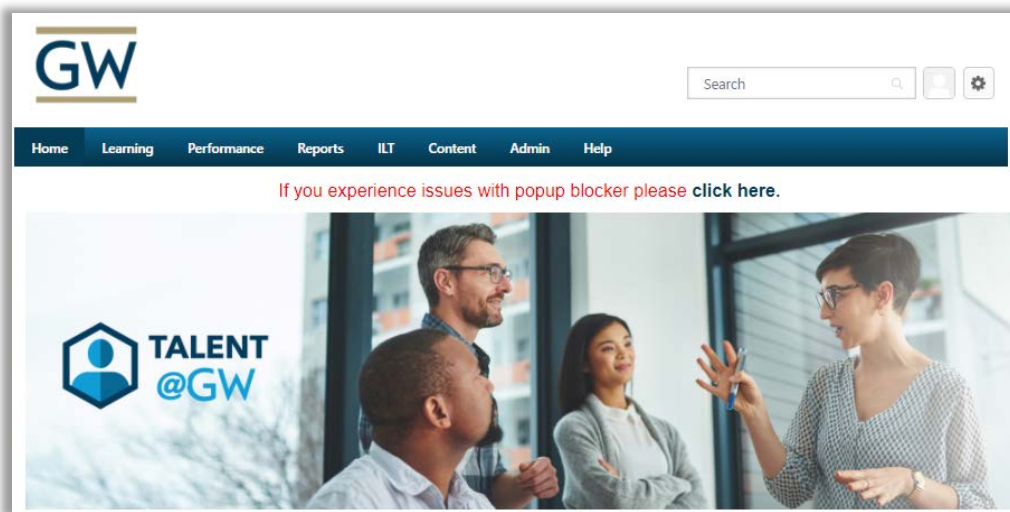 GW
Search
Home Learning Performance Reports ILT Content Admin Help
If you experience issues with popup blocker please click here.
TALENT
@GW